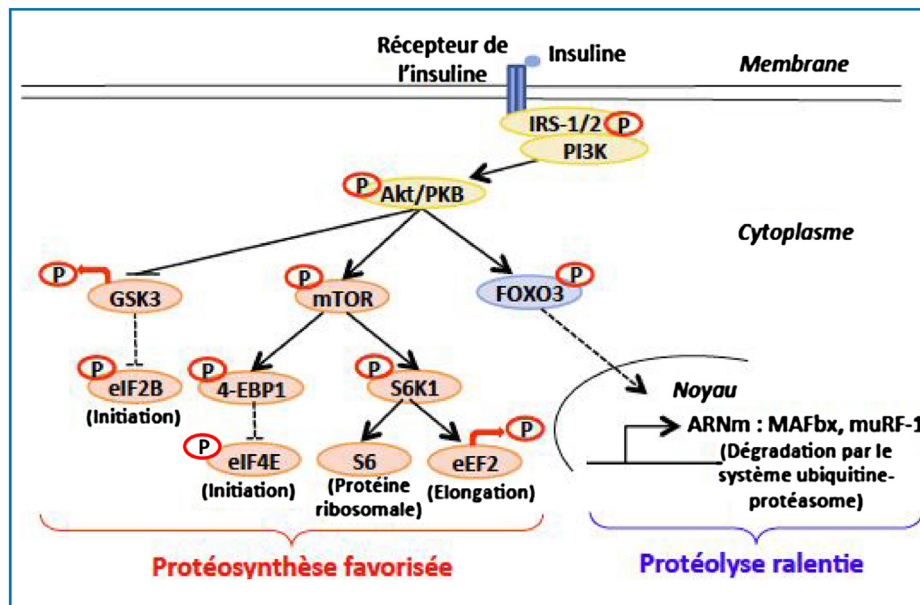 Récepteur de
l'insuline
Insuline
Membrane
IRS-1/2 P
PI3K
P
Akt/PKB
Cytoplasme
P
GSK3
P
mTOR
P
FOXO3
P
eIF2B
(Initiation)
P
4-EBP1
P
S6K1
P
eIF4E
(Initiation)
S6
(Protéine
ribosomale)
P
eEF2
(Elongation)
Noyau
ARNm : MAFbx, muRF-1
(Dégradation par le
système ubiquitine-
protéasome)
Protéosynthèse favorisée
Protéolyse ralentie